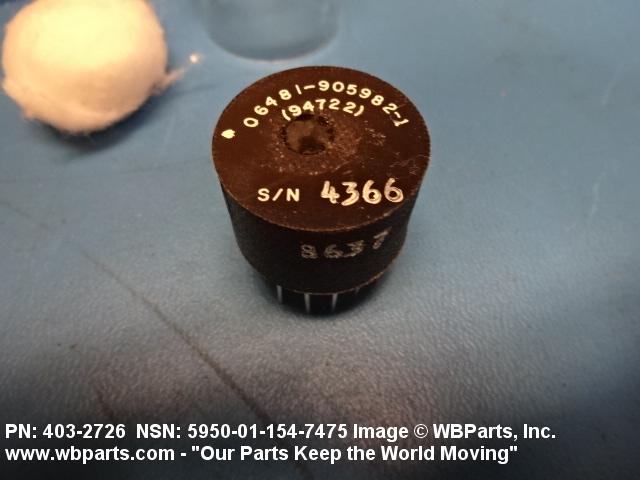 06481-905982-1
(94722)
S/N 4366
8637
PN: 403-2726 NSN: 5950-01-154-7475 Image © WBParts, Inc.
www.wbparts.com - "Our Parts Keep the World Moving"